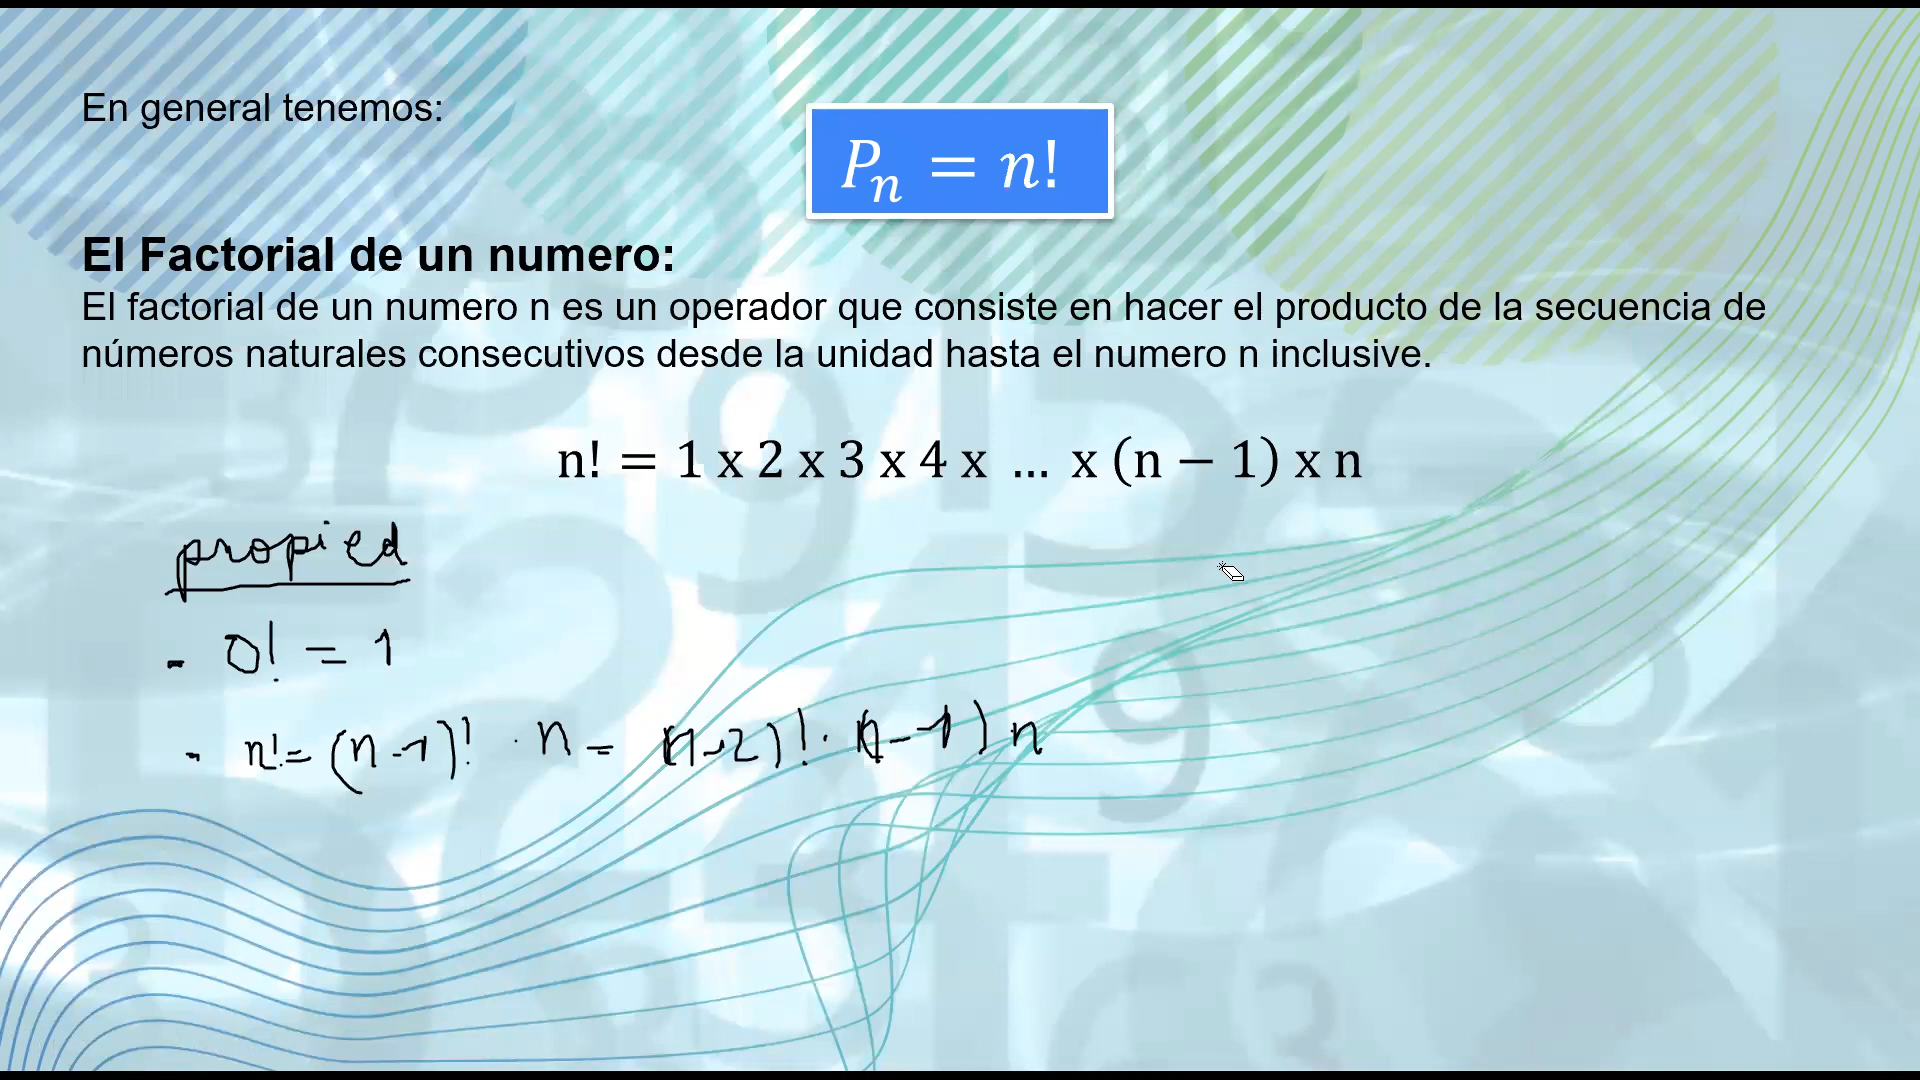 En general tenemos:
Pₙ = n!
El Factorial de un numero:
El factorial de un numero n es un operador que consiste en hacer el producto de la secuencia de
números naturales consecutivos desde la unidad hasta el numero n inclusive.
n! = 1 x 2 x 3 x 4 x ... x (n − 1) x n
propied
- 0! = 1
- n! = (n-1)! · n = (n-2)! · (n-1) n